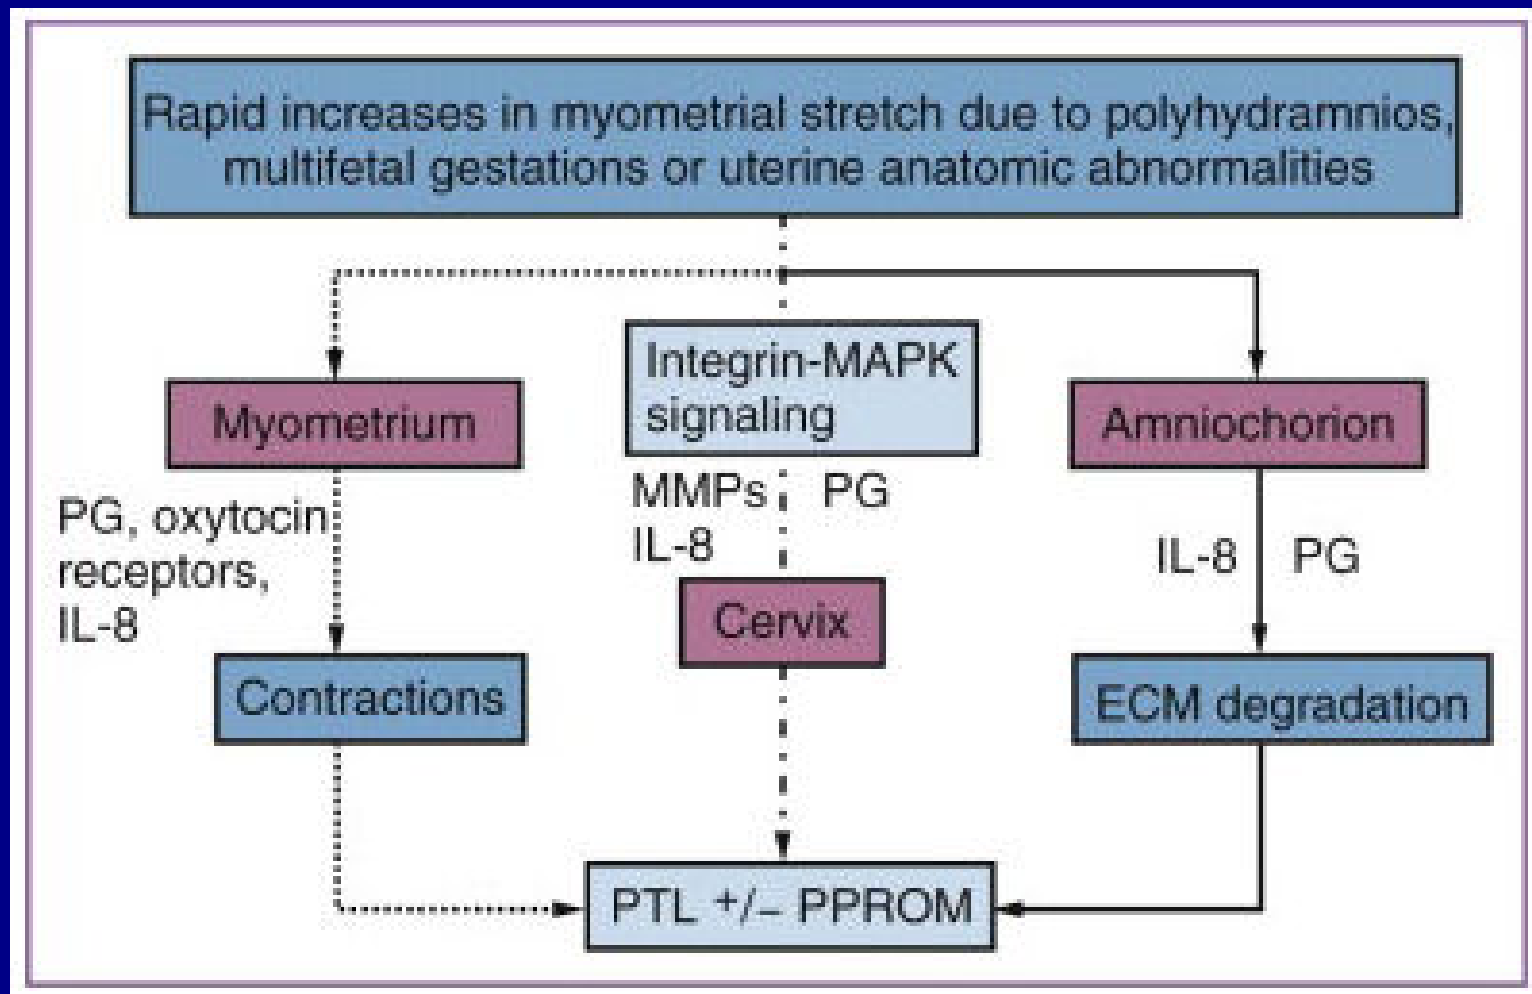 Rapid increases in myometrial stretch due to polyhydramnios,
multifetal gestations or uterine anatomic abnormalities
Integrin-MAPK
signaling
Myometrium
Amniochorion
MMPs PG
IL-8
PG, oxytocin
receptors,
IL-8
IL-8 PG
Cervix
Contractions
ECM degradation
PTL +/− PPROM